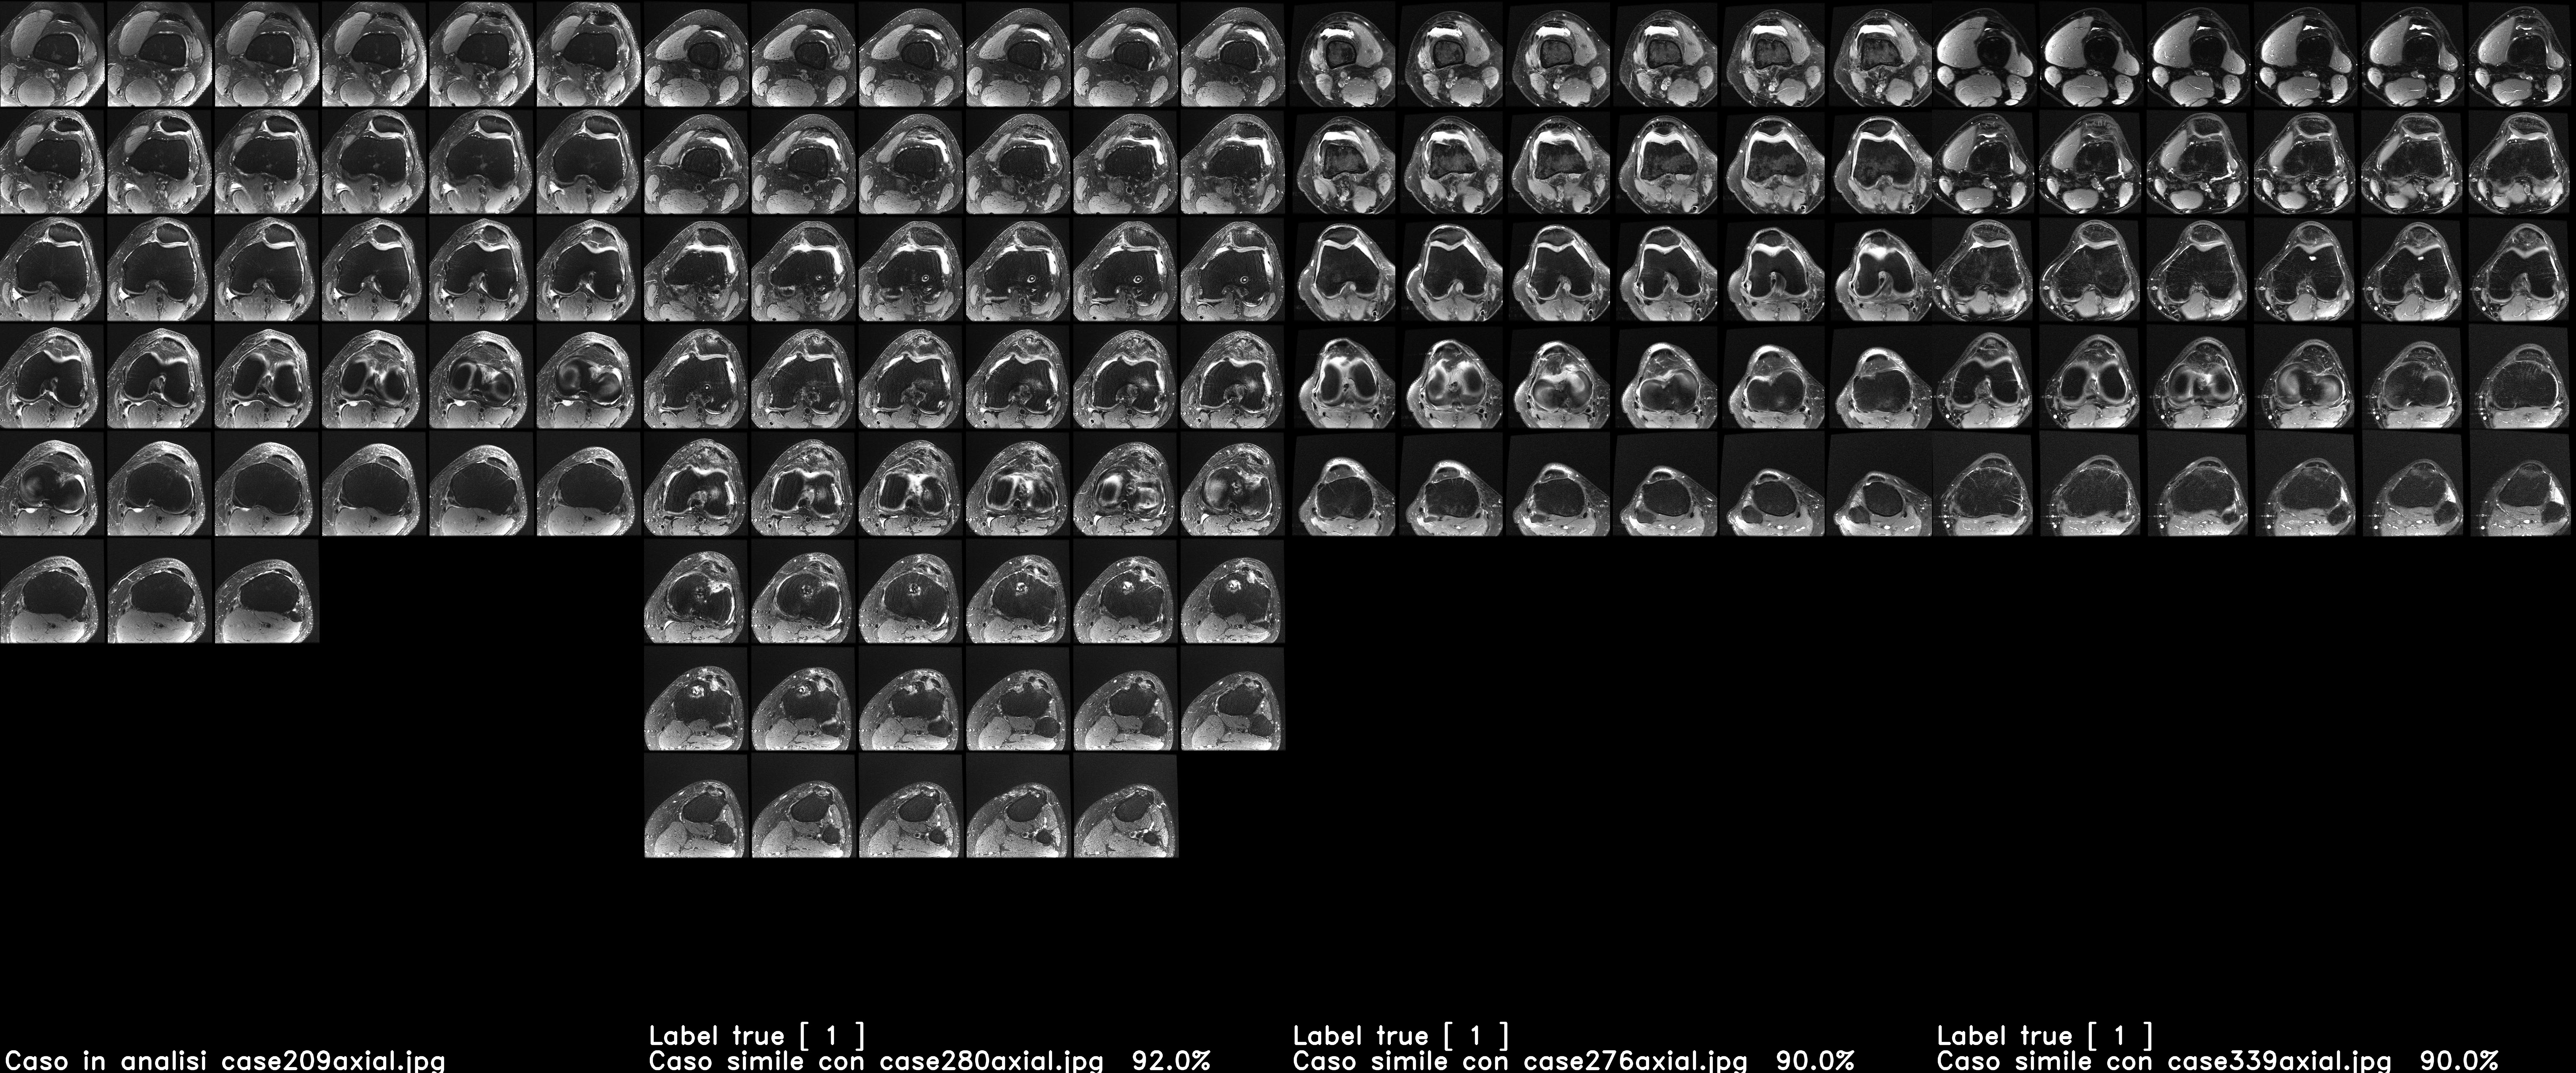 Caso in analisi case209axial.jpg
Label true [ 1 ]
Caso simile con case280axial.jpg 92.0%
Label true [ 1 ]
Caso simile con case276axial.jpg 90.0%
Label true [ 1 ]
Caso simile con case339axial.jpg 90.0%